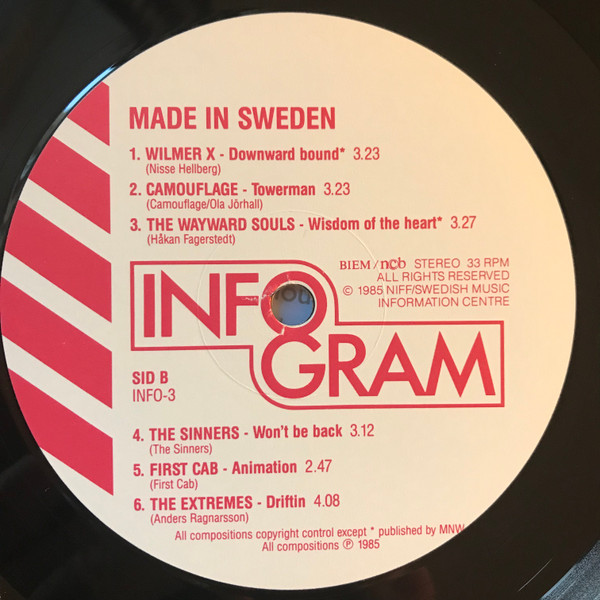 MADE IN SWEDEN
1. WILMER X - Downward bound* 3.23
(Nisse Hellberg)
2. CAMOUFLAGE - Towerman 3.23
(Camouflage/Ola Jörhall)
3. THE WAYWARD SOULS - Wisdom of the heart* 3.27
(Håkan Fagerstedt)
BIEM/ncb STEREO 33 RPM
ALL RIGHTS RESERVED
© 1985 NIFF/SWEDISH MUSIC
INFORMATION CENTRE
INFO
GRAM
SID B
INFO-3
4. THE SINNERS - Won't be back 3.12
(The Sinners)
5. FIRST CAB - Animation 2.47
(First Cab)
6. THE EXTREMES - Driftin 4.08
(Anders Ragnarsson)
All compositions copyright control except * published by MNW
All compositions ℗ 1985